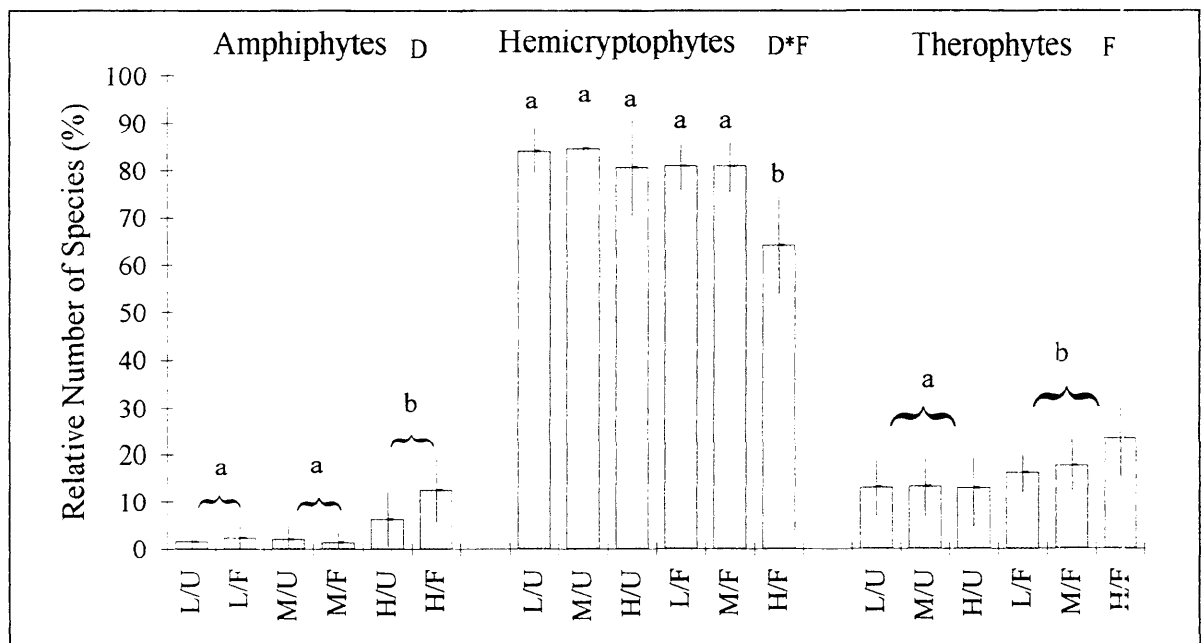 Amphiphytes D
Hemicryptophytes D*F
Therophytes F
Relative Number of Species (%)
100
90
80
70
60
50
40
30
20
10
0
a
a
b
a
a
a
a
a
b
a
b
L/U
L/F
M/U
M/F
H/U
H/F
L/U
M/U
H/U
L/F
M/F
H/F
L/U
M/U
H/U
L/F
M/F
H/F